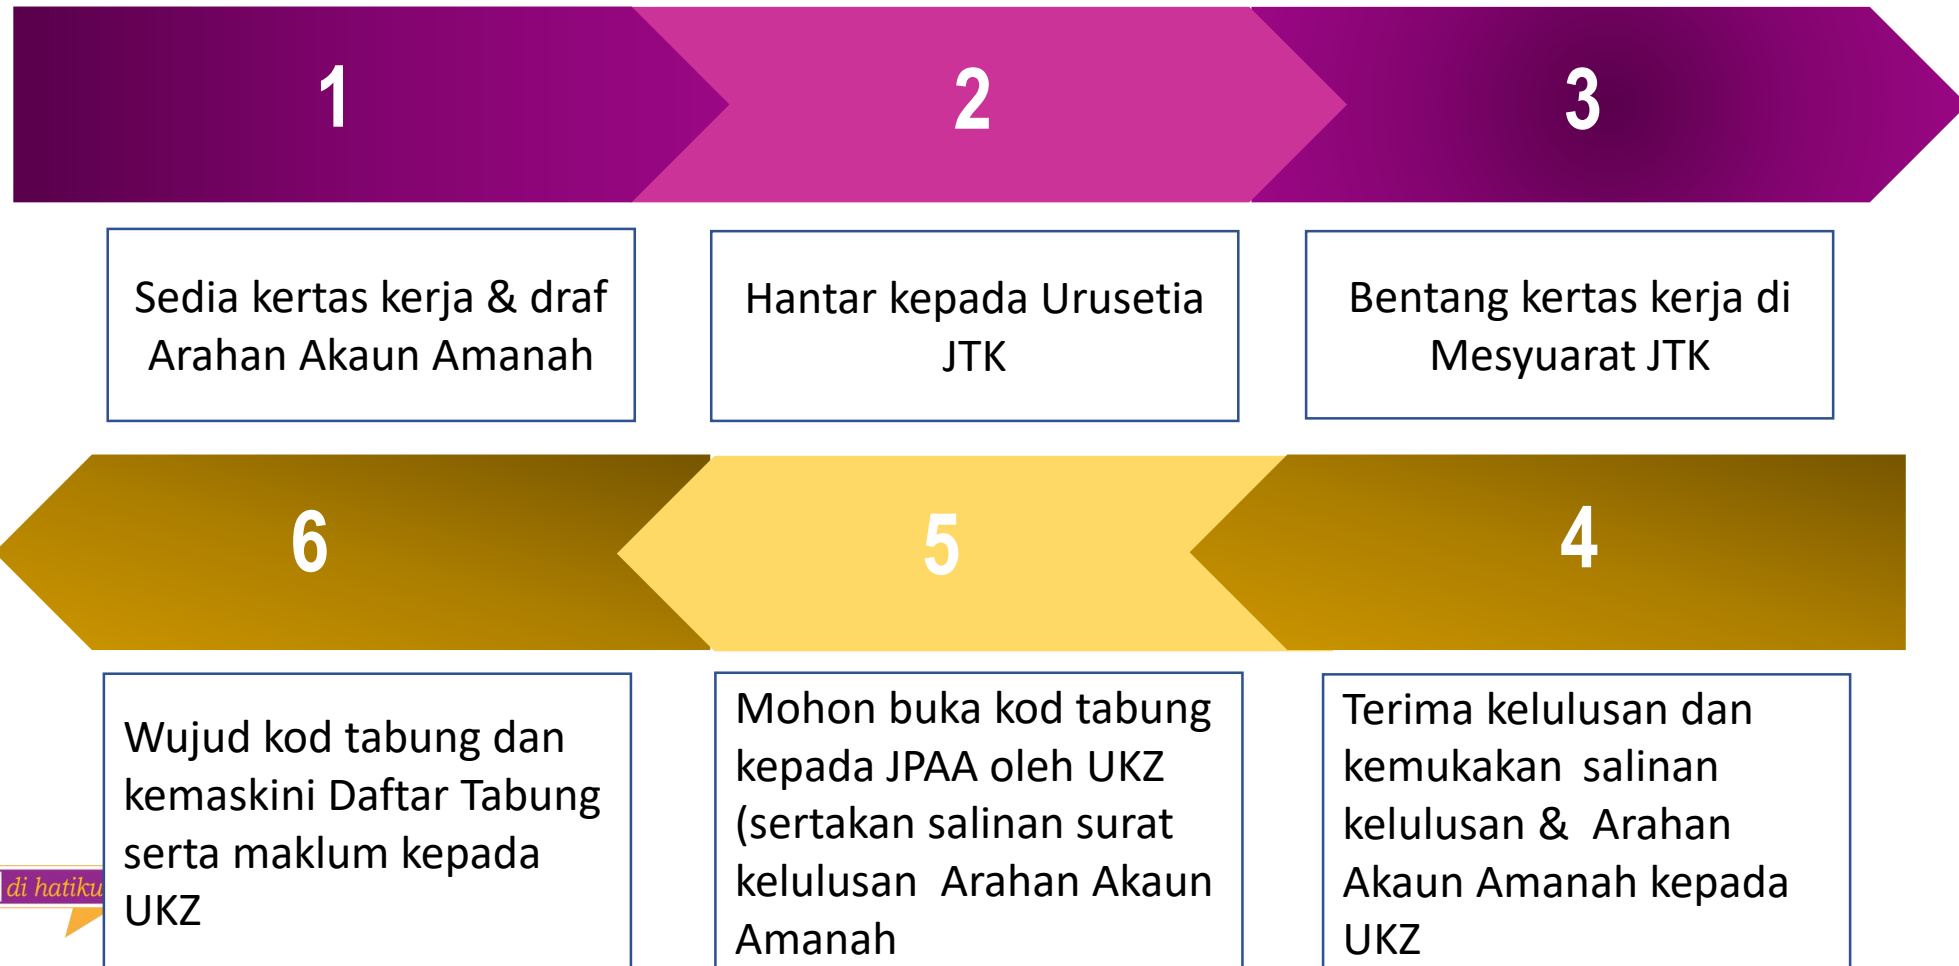 1
2
3
Sedia kertas kerja & draf
Arahan Akaun Amanah
Hantar kepada Urusetia
JTK
Bentang kertas kerja di
Mesyuarat JTK
4
5
6
Terima kelulusan dan
kemukakan salinan
kelulusan & Arahan
Akaun Amanah kepada
UKZ
Mohon buka kod tabung
kepada JPAA oleh UKZ
(sertakan salinan surat
kelulusan Arahan Akaun
Amanah
Wujud kod tabung dan
kemaskini Daftar Tabung
serta maklum kepada
UKZ
di hatiku